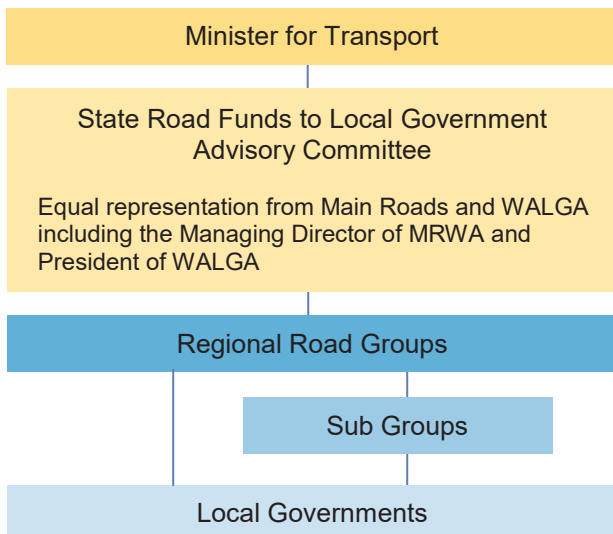 Minister for Transport
State Road Funds to Local Government
Advisory Committee
Equal representation from Main Roads and WALGA
including the Managing Director of MRWA and
President of WALGA
Regional Road Groups
Sub Groups
Local Governments